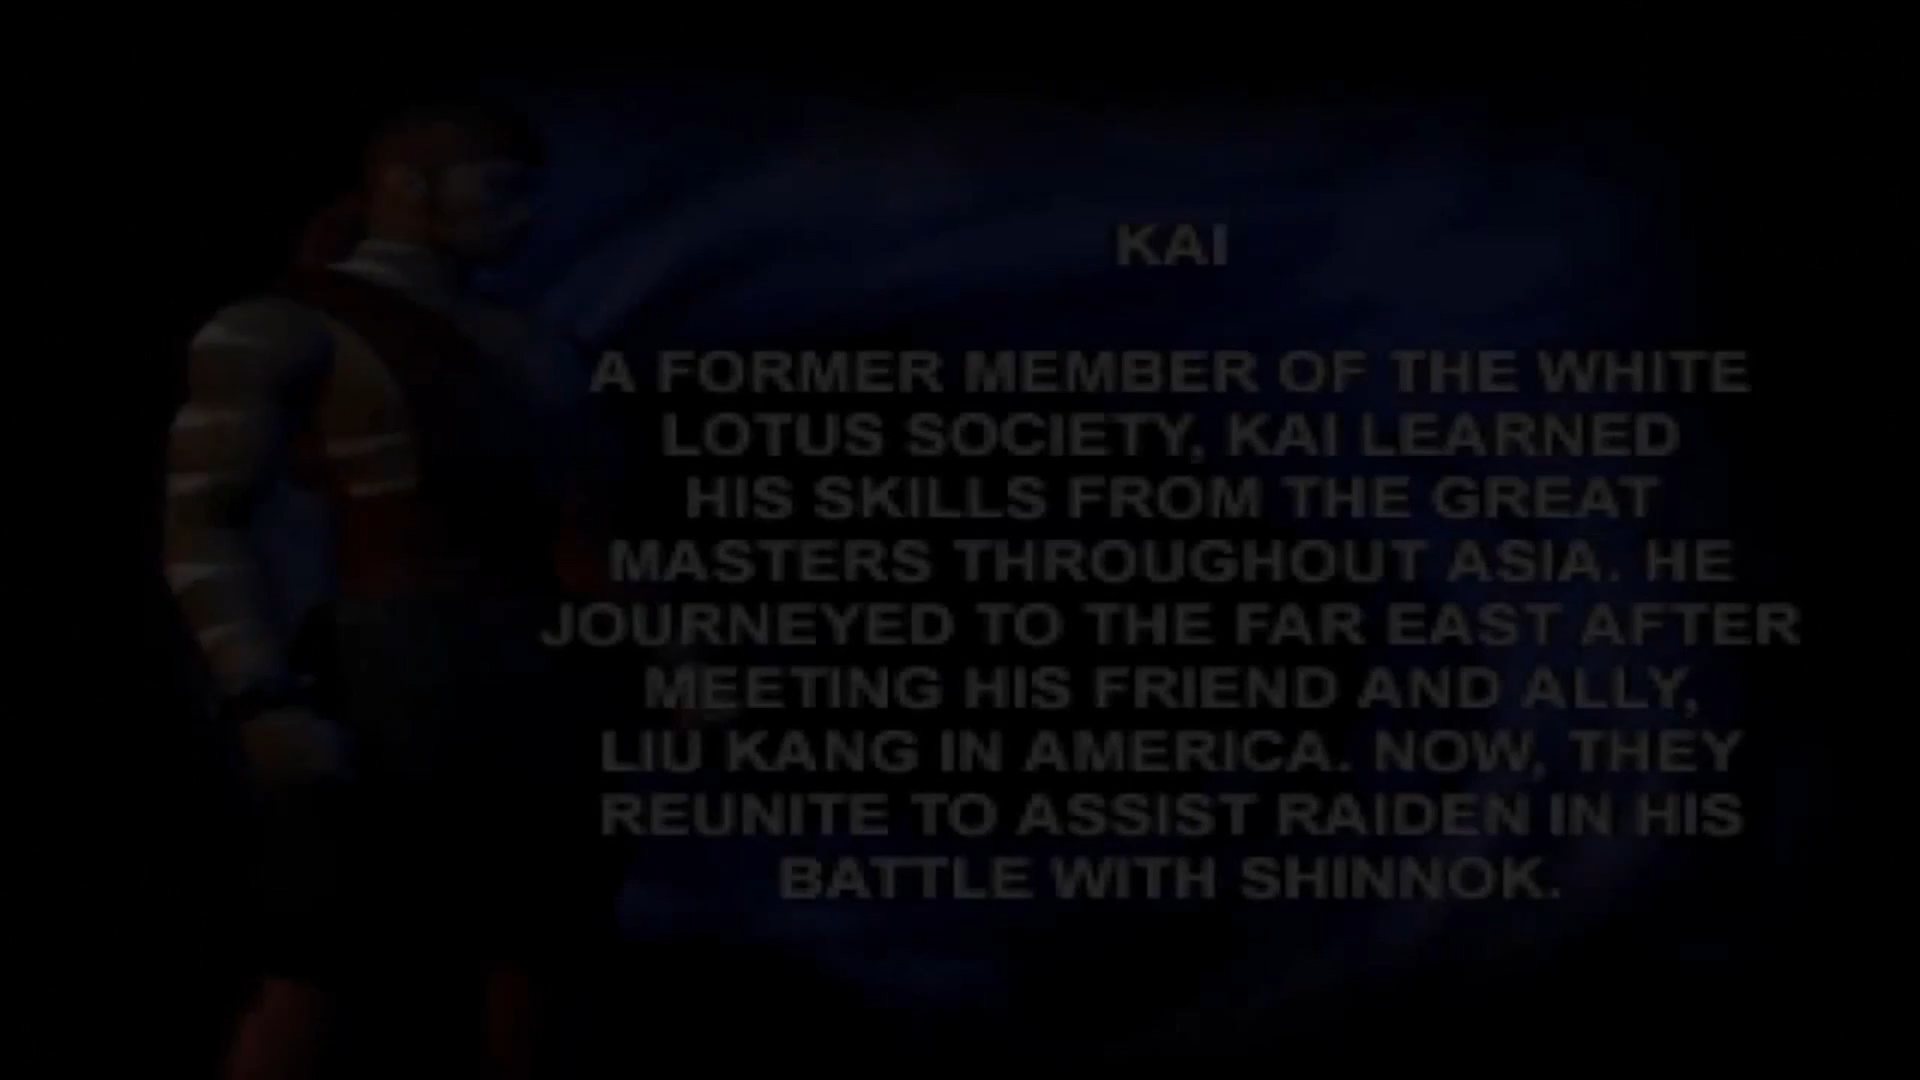 KAI
A FORMER MEMBER OF THE WHITE
LOTUS SOCIETY, KAI LEARNED
HIS SKILLS FROM THE GREAT
MASTERS THROUGHOUT ASIA. HE
JOURNEYED TO THE FAR EAST AFTER
MEETING HIS FRIEND AND ALLY,
LIU KANG IN AMERICA. NOW, THEY
REUNITE TO ASSIST RAIDEN IN HIS
BATTLE WITH SHINNOK.